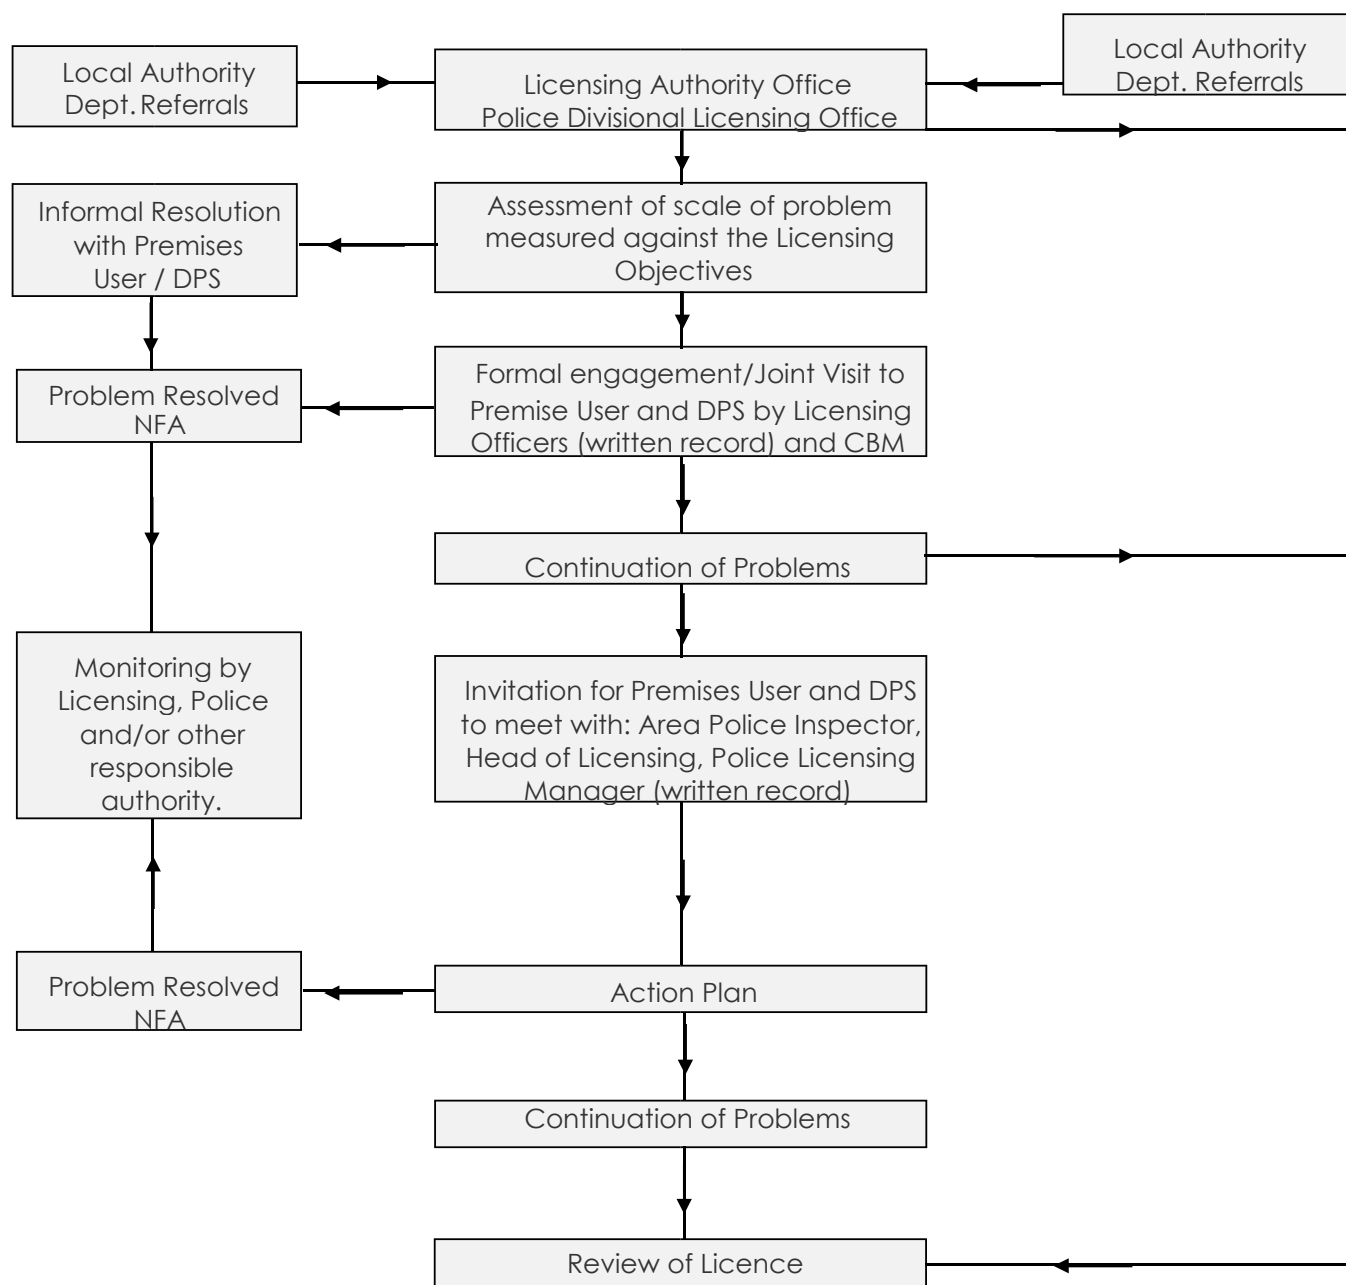 Local Authority
Dept. Referrals
Licensing Authority Office
Police Divisional Licensing Office
Local Authority
Dept. Referrals
Informal Resolution
with Premises
User / DPS
Assessment of scale of problem
measured against the Licensing
Objectives
Problem Resolved
NFA
Formal engagement/Joint Visit to
Premise User and DPS by Licensing
Officers (written record) and CBM
Continuation of Problems
Monitoring by
Licensing, Police
and/or other
responsible
authority.
Invitation for Premises User and DPS
to meet with: Area Police Inspector,
Head of Licensing, Police Licensing
Manager (written record)
Problem Resolved
NFA
Action Plan
Continuation of Problems
Review of Licence